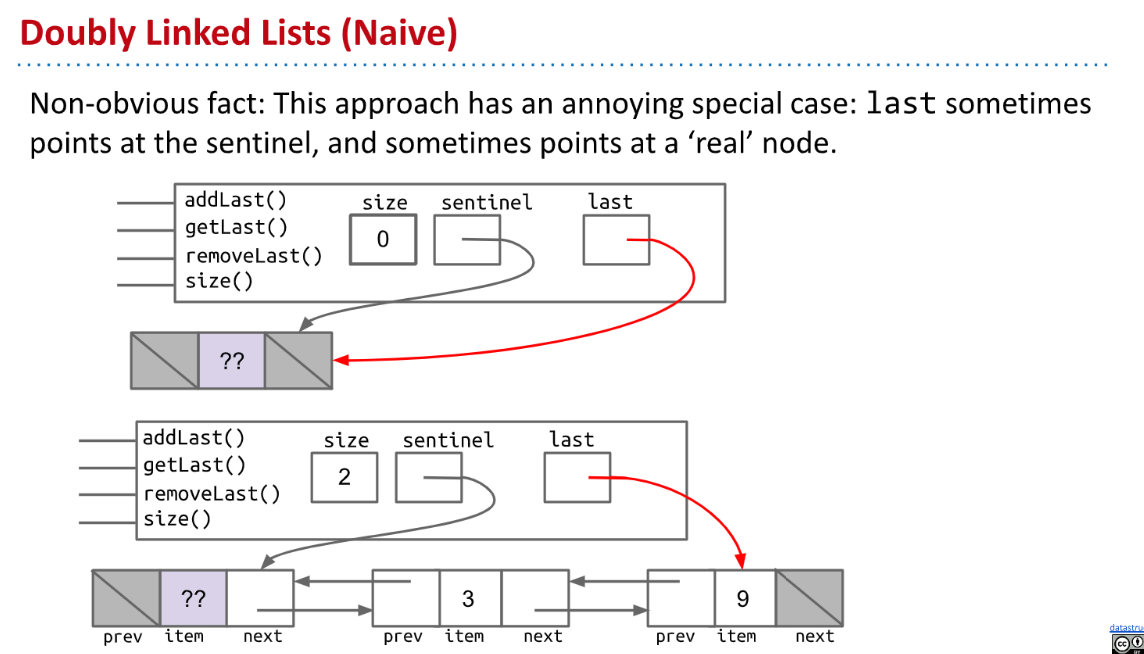 Doubly Linked Lists (Naive)
Non-obvious fact: This approach has an annoying special case: last sometimes
points at the sentinel, and sometimes points at a ‘real’ node.
addLast()
getLast()
removeLast()
size()
size sentinel last
0
??
addLast()
getLast()
removeLast()
size()
size sentinel last
2
?? 3 9
prev item next prev item next prev item next
datastru
cc